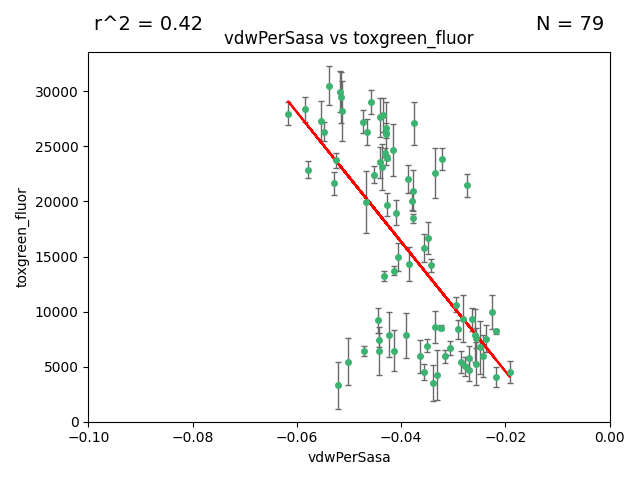 r^2 = 0.42
N = 79
vdwPerSasa vs toxgreen_fluor
toxgreen_fluor
30000
25000
20000
15000
10000
5000
0
−0.10
−0.08
−0.06
−0.04
−0.02
0.00
vdwPerSasa